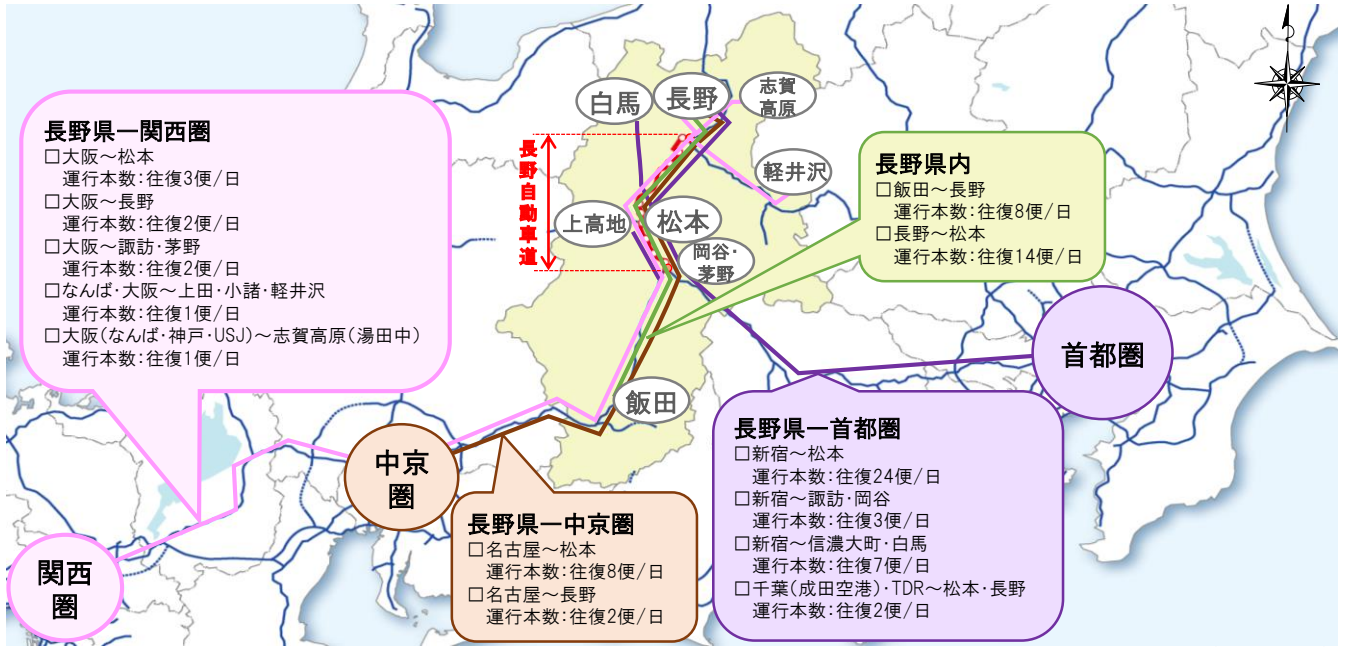 長野県ー関西圏
□大阪～松本
運行本数:往復3便/日
□大阪～長野
運行本数:往復2便/日
□大阪～諏訪・茅野
運行本数:往復2便/日
□なんば・大阪～上田・小諸・軽井沢
運行本数:往復1便/日
□大阪(なんば・神戸・USJ)～志賀高原(湯田中)
運行本数:往復1便/日
白馬
長野
志賀
高原
長野自動車道
軽井沢
上高地
松本
岡谷・
茅野
飯田
長野県内
□飯田～長野
運行本数:往復8便/日
□長野～松本
運行本数:往復14便/日
首都圏
中京
圏
関西
圏
長野県ー中京圏
□名古屋～松本
運行本数:往復8便/日
□名古屋～長野
運行本数:往復2便/日
長野県ー首都圏
□新宿～松本
運行本数:往復24便/日
□新宿～諏訪・岡谷
運行本数:往復3便/日
□新宿～信濃大町・白馬
運行本数:往復7便/日
□千葉(成田空港)・TDR～松本・長野
運行本数:往復2便/日